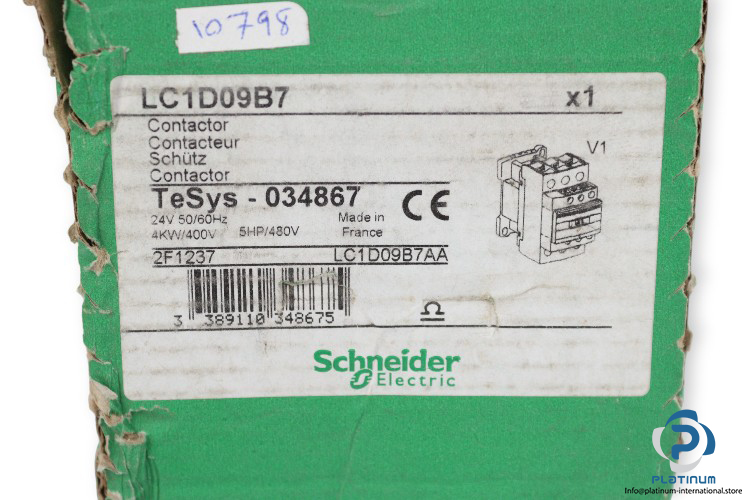 10798
LC1D09B7 x1
Contactor
Contacteur
Schütz
Contactor
V1
TeSys - 034867 CE
24V 50/60Hz Made in
4KW/400V 5HP/480V France
2F1237 LC1D09B7AA
3 389110 348675
Schneider
Electric
PLATINUM
Info@platinum-international.store